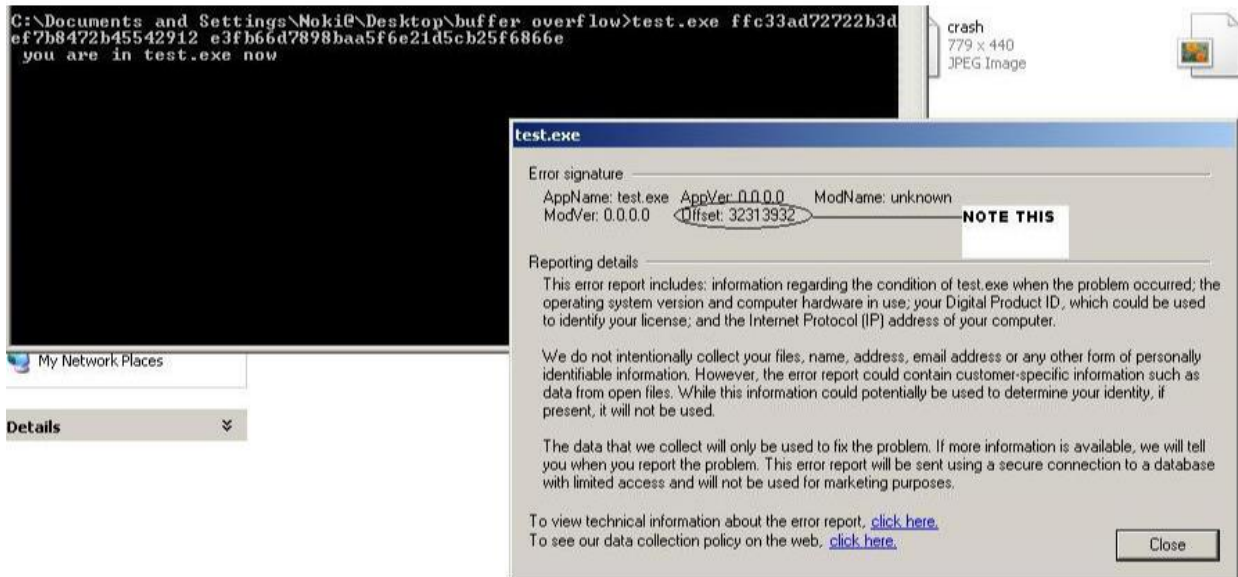 C:\Documents and Settings\Noki@\Desktop\buffer overflow>test.exe ffc33ad72722b3d
ef7b8472b45542912 e3fb66d7898baa5f6e21d5cb25f6866e
you are in test.exe now
crash
779 x 440
JPEG Image
test.exe
Error signature
AppName: test.exe AppVer: 0.0.0.0 ModName: unknown
ModVer: 0.0.0.0 Offset: 32313932
NOTE THIS
Reporting details
This error report includes: information regarding the condition of test.exe when the problem occurred; the
operating system version and computer hardware in use; your Digital Product ID, which could be used
to identify your license; and the Internet Protocol (IP) address of your computer.
We do not intentionally collect your files, name, address, email address or any other form of personally
identifiable information. However, the error report could contain customer-specific information such as
data from open files. While this information could potentially be used to determine your identity, if
present, it will not be used.
The data that we collect will only be used to fix the problem. If more information is available, we will tell
you when you report the problem. This error report will be sent using a secure connection to a database
with limited access and will not be used for marketing purposes.
To view technical information about the error report, click here.
To see our data collection policy on the web, click here.
Close
My Network Places
Details